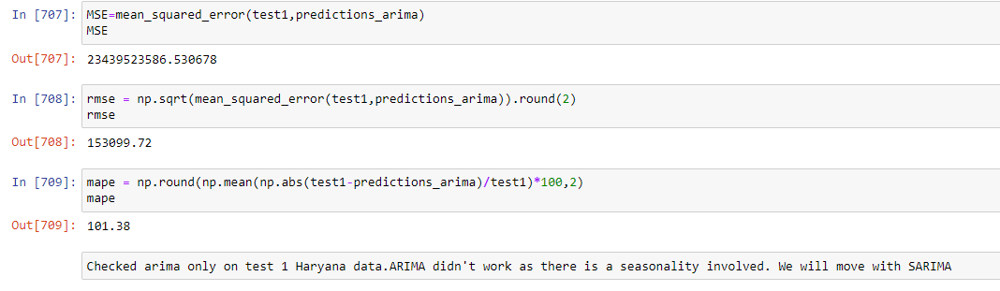 In [707]: MSE=mean_squared_error(test1,predictions_arima)
MSE
Out[707]: 23439523586.530678
In [708]: rmse = np.sqrt(mean_squared_error(test1,predictions_arima)).round(2)
rmse
Out[708]: 153099.72
In [709]: mape = np.round(np.mean(np.abs(test1-predictions_arima)/test1)*100,2)
mape
Out[709]: 101.38
Checked arima only on test 1 Haryana data.ARIMA didn't work as there is a seasonality involved. We will move with SARIMA